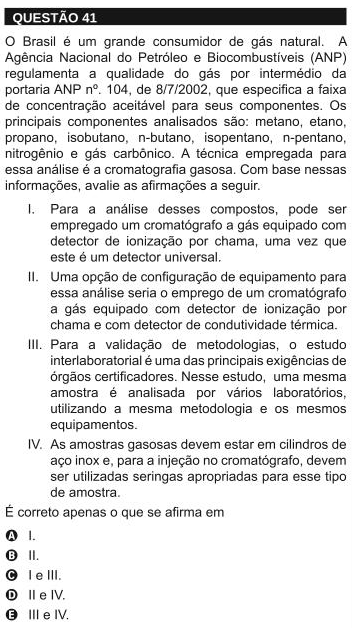 QUESTÃO 41
O Brasil é um grande consumidor de gás natural. A
Agência Nacional do Petróleo e Biocombustíveis (ANP)
regulamenta a qualidade do gás por intermédio da
portaria ANP nº. 104, de 8/7/2002, que especifica a faixa
de concentração aceitável para seus componentes. Os
principais componentes analisados são: metano, etano,
propano, isobutano, n-butano, isopentano, n-pentano,
nitrogênio e gás carbônico. A técnica empregada para
essa análise é a cromatografia gasosa. Com base nessas
informações, avalie as afirmações a seguir.
I. Para a análise desses compostos, pode ser
empregado um cromatógrafo a gás equipado com
detector de ionização por chama, uma vez que
este é um detector universal.
II. Uma opção de configuração de equipamento para
essa análise seria o emprego de um cromatógrafo
a gás equipado com detector de ionização por
chama e com detector de condutividade térmica.
III. Para a validação de metodologias, o estudo
interlaboratorial é uma das principais exigências de
órgãos certificadores. Nesse estudo, uma mesma
amostra é analisada por vários laboratórios,
utilizando a mesma metodologia e os mesmos
equipamentos.
IV. As amostras gasosas devem estar em cilindros de
aço inox e, para a injeção no cromatógrafo, devem
ser utilizadas seringas apropriadas para esse tipo
de amostra.
É correto apenas o que se afirma em
A I.
B II.
C I e III.
D II e IV.
E III e IV.